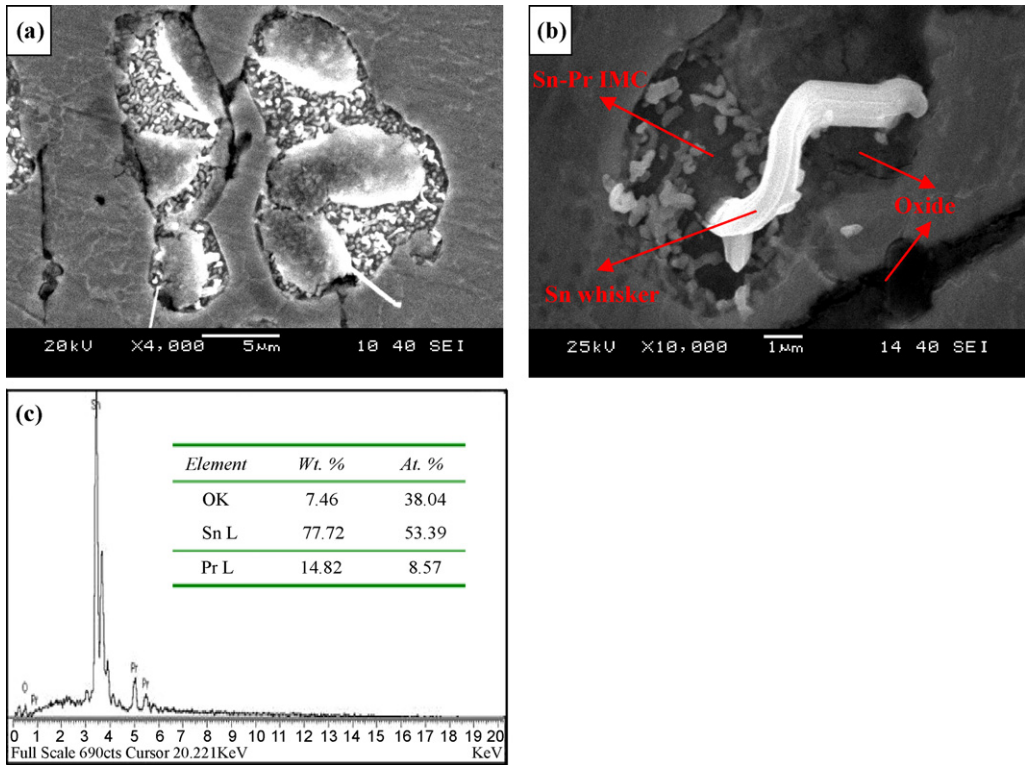 (a)
20kV X4,000 5μm 10 40 SEI
(b)
Sn-Pr IMC
Oxide
Sn whisker
25kV X10,000 1μm 14 40 SEI
(c)
Sn
Element Wt. % At. %
OK 7.46 38.04
Sn L 77.72 53.39
Pr L 14.82 8.57
Pr
Pr
O
Pr
0 1 2 3 4 5 6 7 8 9 10 11 12 13 14 15 16 17 18 19 20
Full Scale 690cts Cursor 20.221KeV KeV